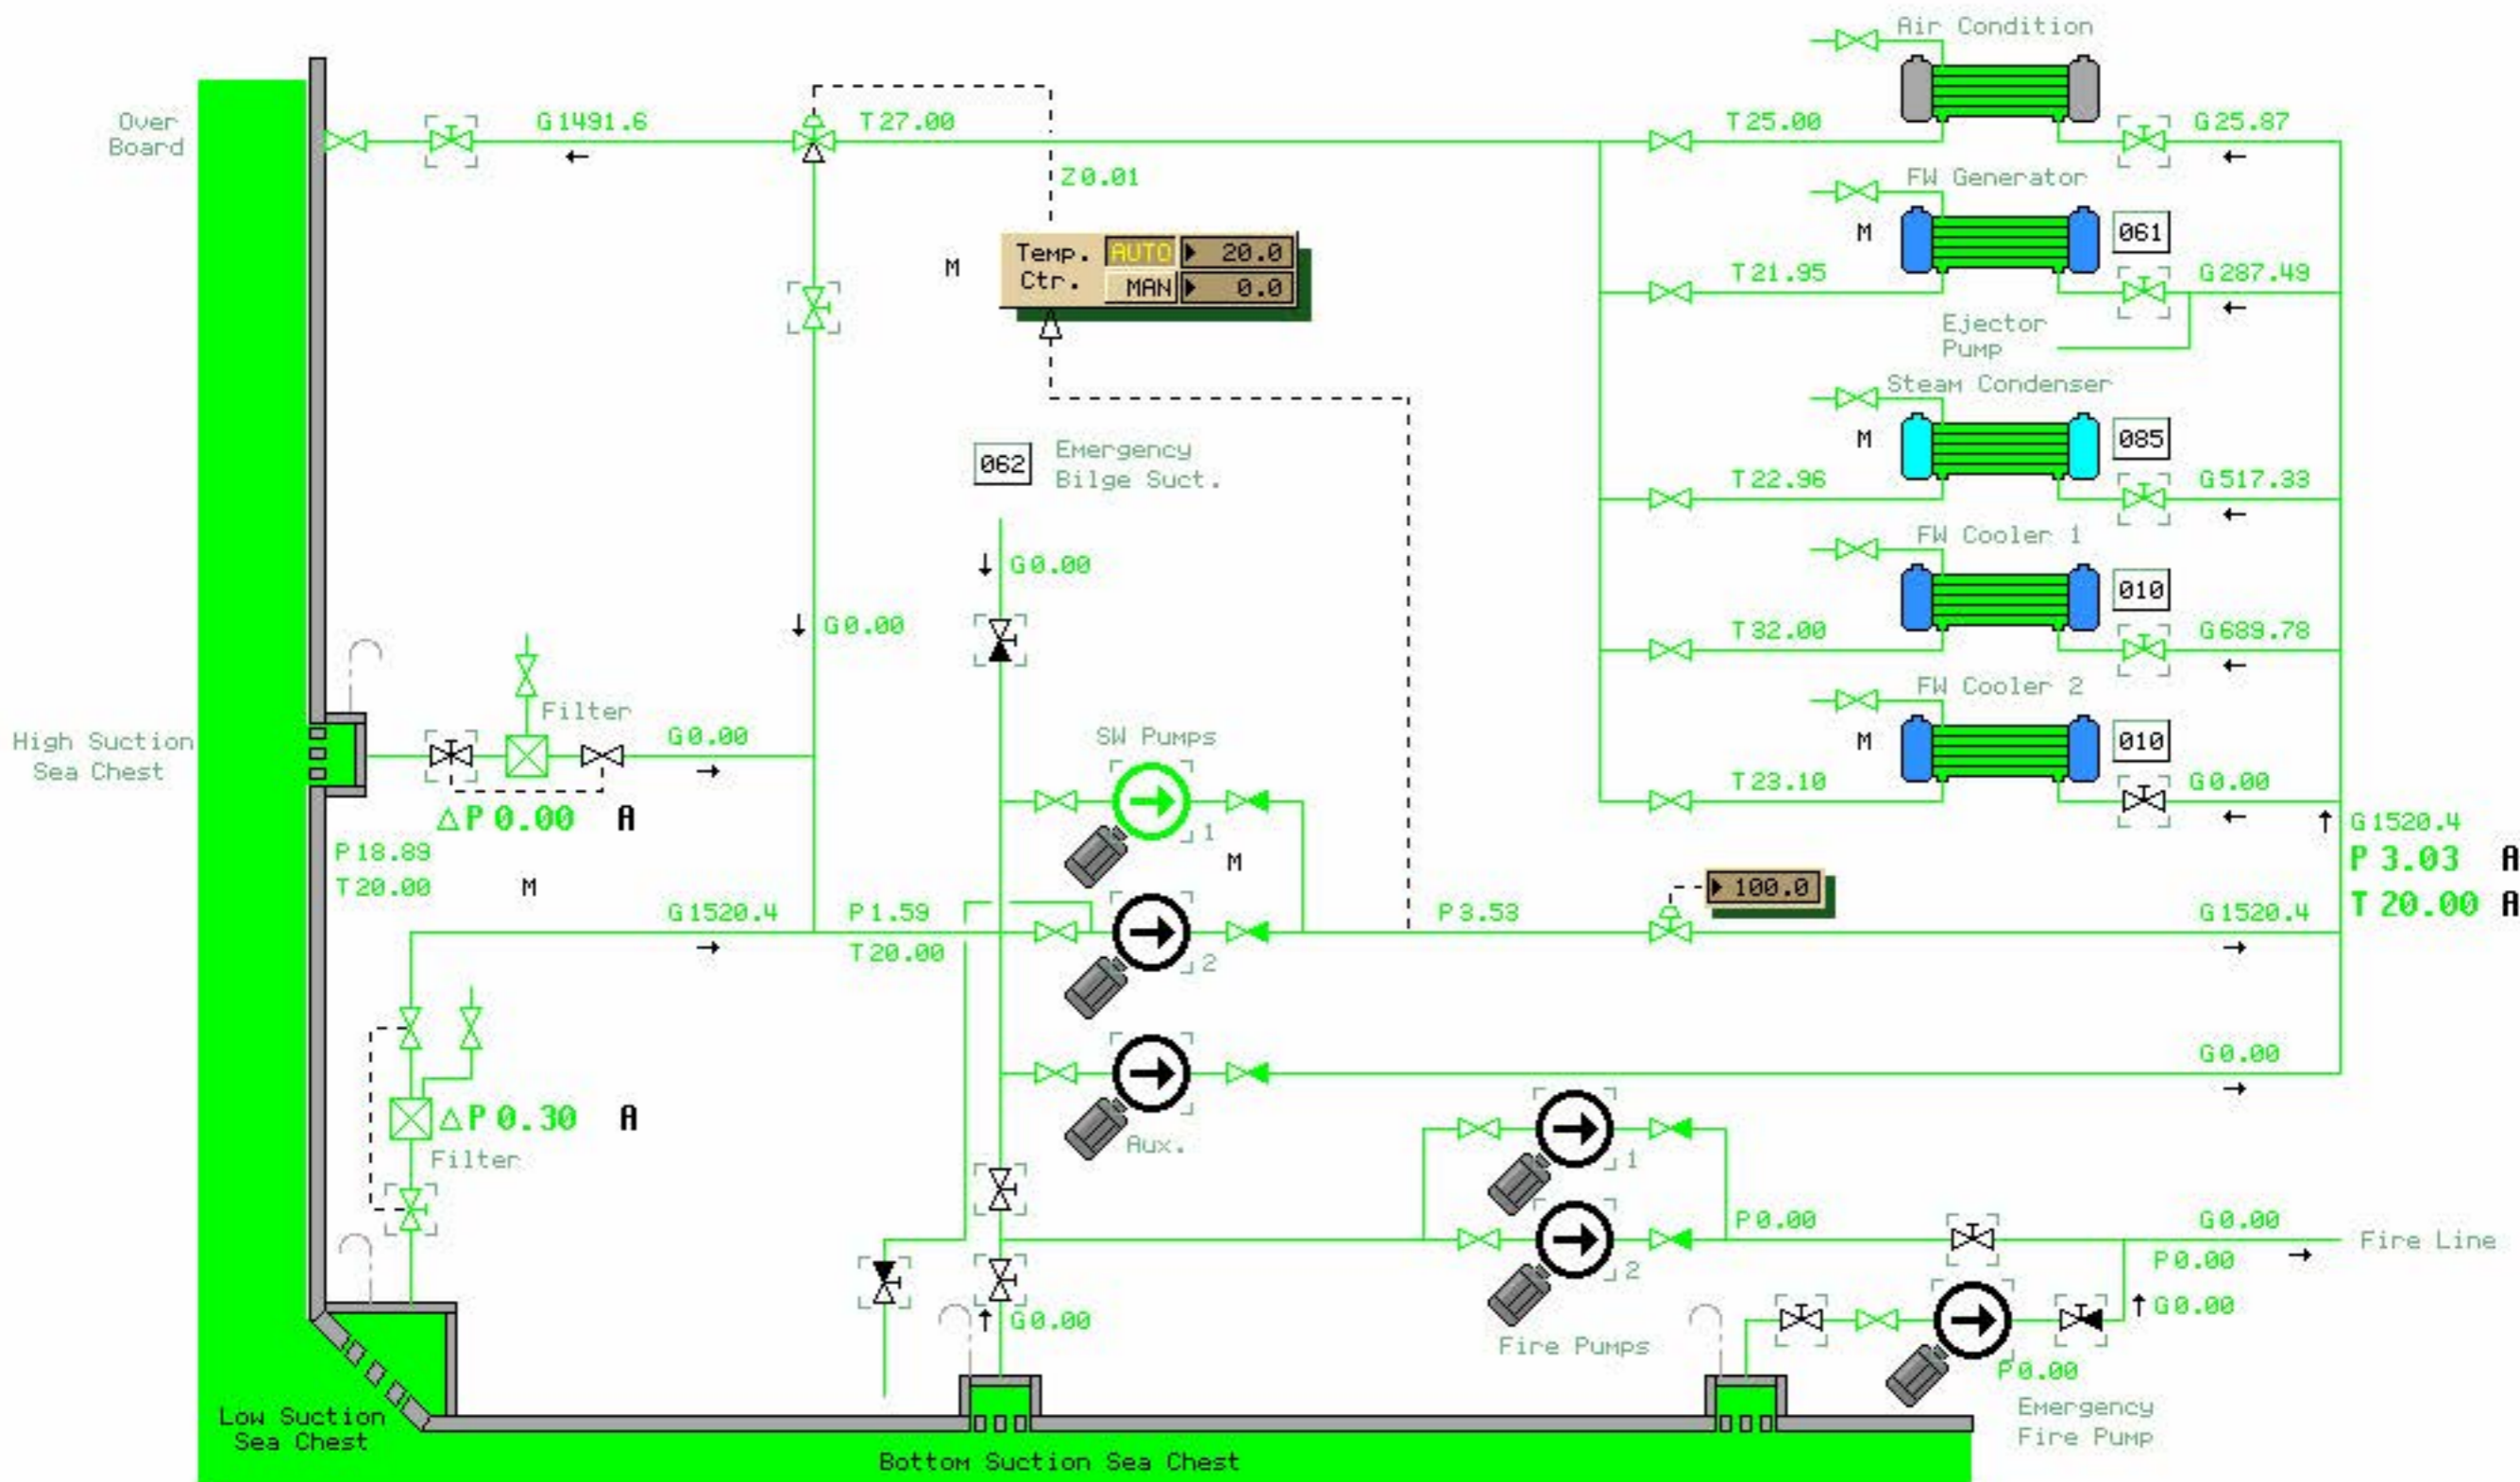 Air Condition
Over
Board
G1491.6
T27.00
T25.00
G25.87
Z0.01
FW Generator
M
061
Temp.
Ctr.
AUTO
20.0
MAN
0.0
M
T21.95
G287.49
Ejector
Pump
Steam Condenser
M
085
062
Emergency
Bilge Suct.
T22.96
G517.33
FW Cooler 1
G0.00
010
G0.00
T32.00
G689.78
FW Cooler 2
Filter
High Suction
Sea Chest
G0.00
SW Pumps
M
010
T23.10
G0.00
△P 0.00 A
1
G1520.4
P18.89
M
P 3.03 A
T20.00
M
100.0
T 20.00 A
G1520.4
P1.59
P3.53
G1520.4
T20.00
2
G0.00
△P 0.30 A
Filter
Aux.
1
P0.00
G0.00
Fire Line
2
P0.00
G0.00
G0.00
Fire Pumps
P0.00
Low Suction
Sea Chest
Emergency
Fire Pump
Bottom Suction Sea Chest